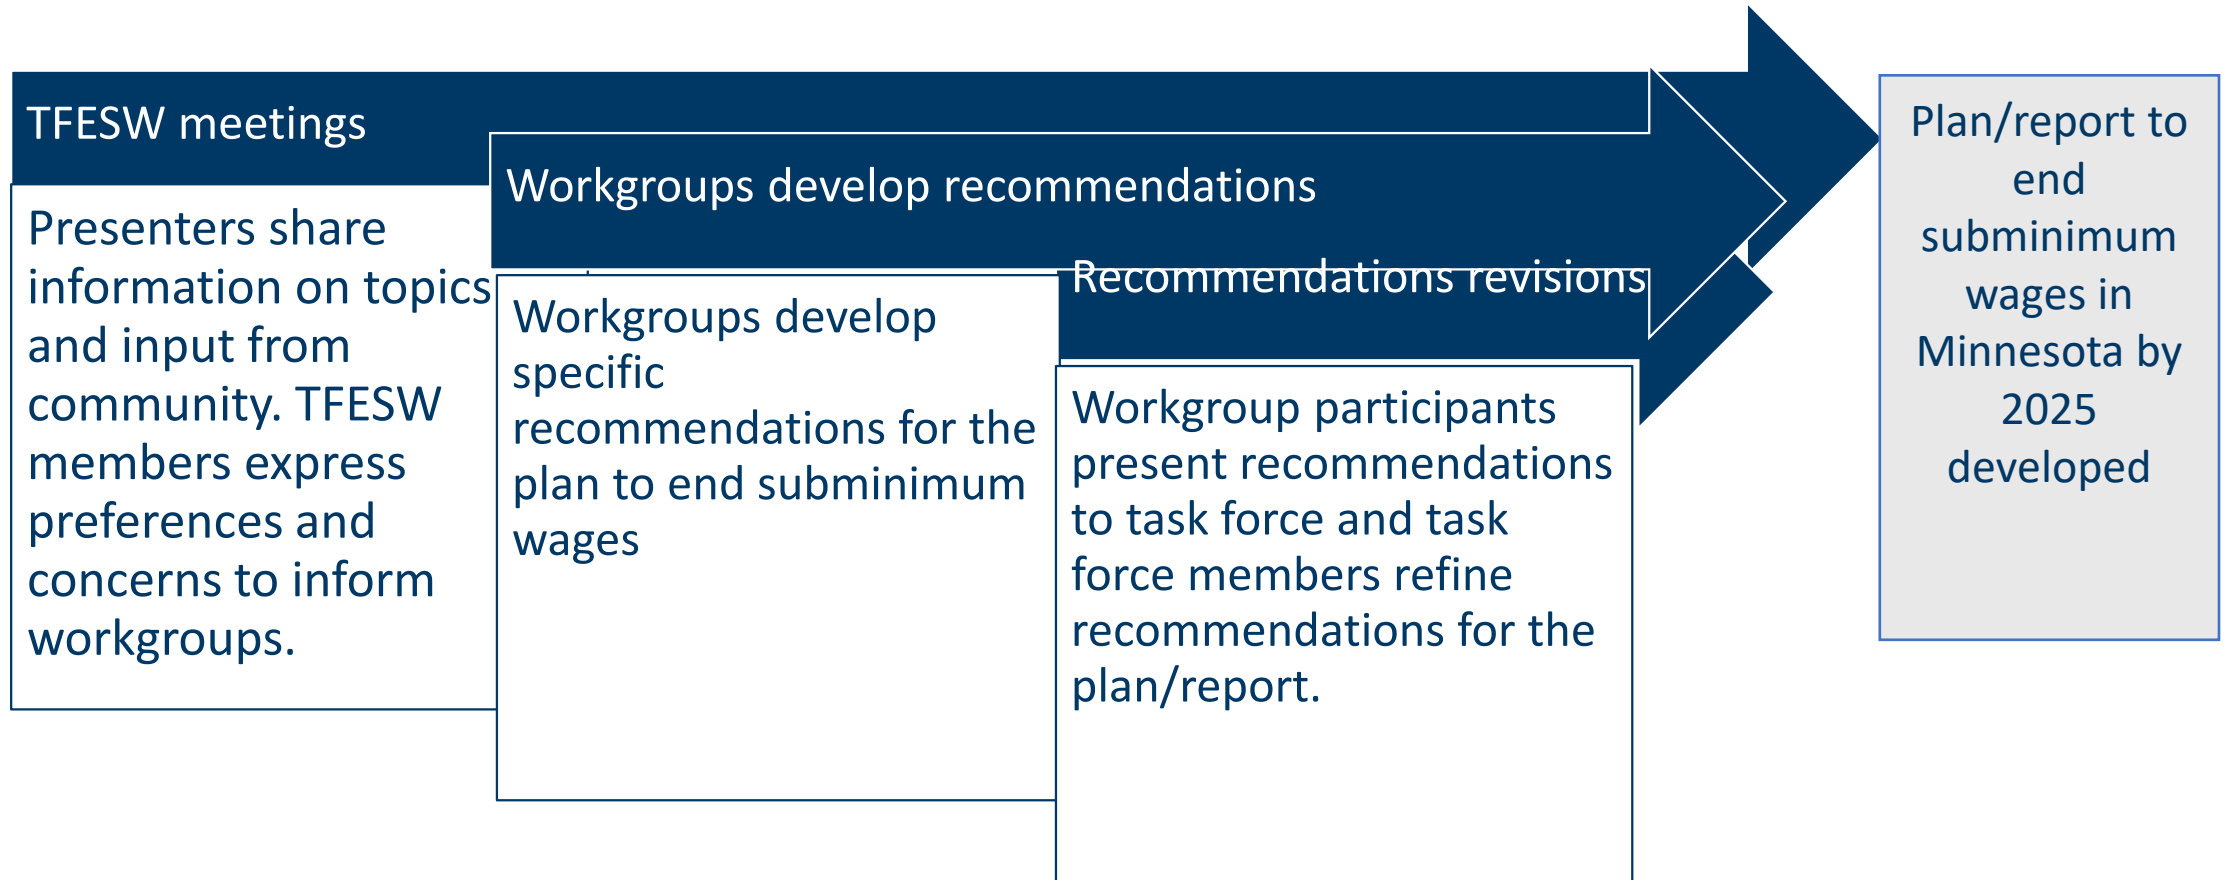 TFESW meetings
Presenters share
information on topics
and input from
community. TFESW
members express
preferences and
concerns to inform
workgroups.
Workgroups develop recommendations
Workgroups develop
specific
recommendations for the
plan to end subminimum
wages
Recommendations revisions
Workgroup participants
present recommendations
to task force and task
force members refine
recommendations for the
plan/report.
Plan/report to
end
subminimum
wages in
Minnesota by
2025
developed